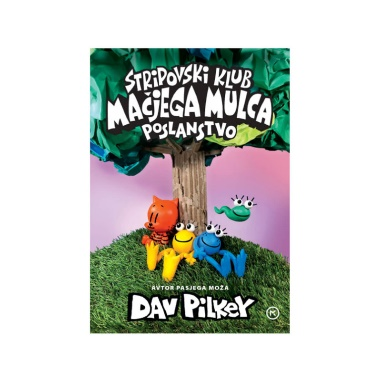 STRIPOVSKI KLUB
MAČJEGA MULCA
POSLANSTVO
AVTOR PASJEGA MOŽA
DAV PILKEY